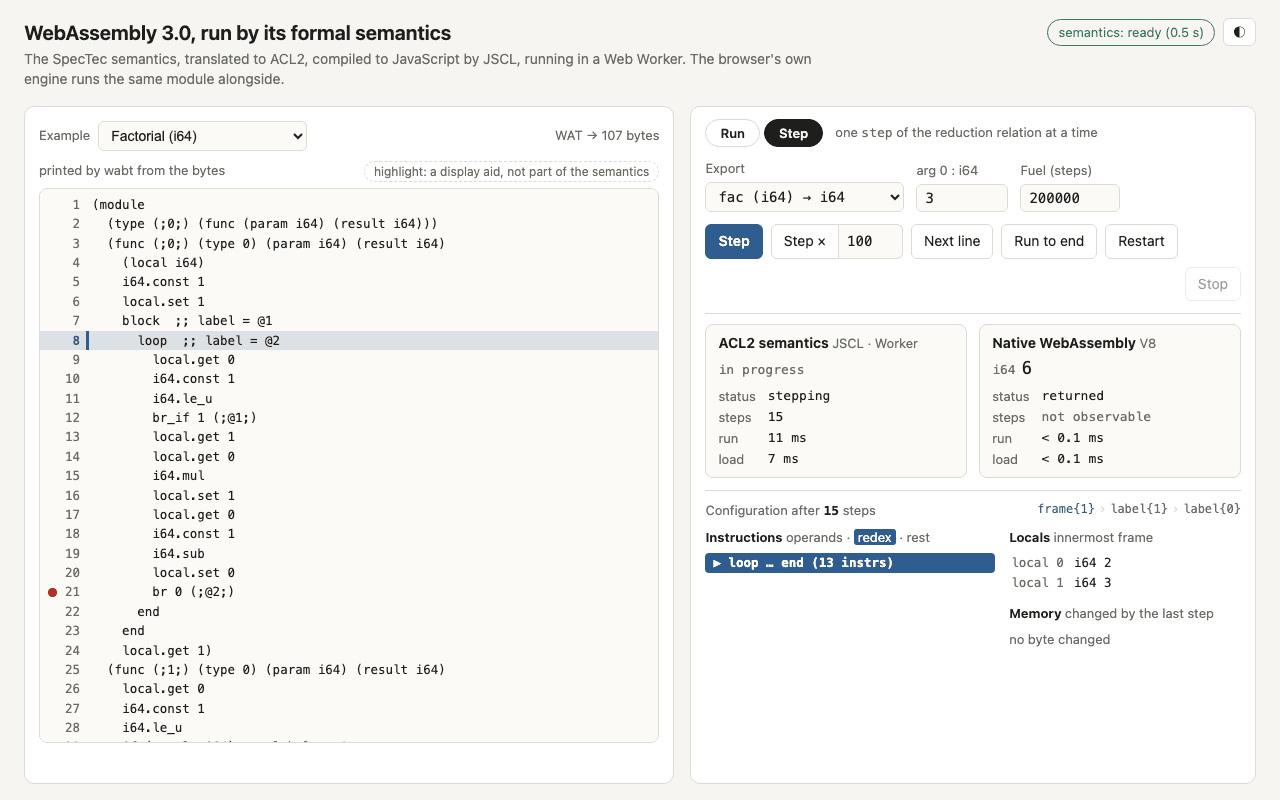 WebAssembly 3.0, run by its formal semantics
The SpecTec semantics, translated to ACL2, compiled to JavaScript by JSCL, running in a Web Worker. The browser's own
engine runs the same module alongside.
semantics: ready (0.5 s)
Example Factorial (i64) WAT → 107 bytes
printed by wabt from the bytes highlight: a display aid, not part of the semantics
1 (module
2 (type (;0;) (func (param i64) (result i64)))
3 (func (;0;) (type 0) (param i64) (result i64)
4 (local i64)
5 i64.const 1
6 local.set 1
7 block ;; label = @1
8 loop ;; label = @2
9 local.get 0
10 i64.const 1
11 i64.le_u
12 br_if 1 (;@1;)
13 local.get 1
14 local.get 0
15 i64.mul
16 local.set 1
17 local.get 0
18 i64.const 1
19 i64.sub
20 local.set 0
21 br 0 (;@2;)
22 end
23 end
24 local.get 1)
25 (func (;1;) (type 0) (param i64) (result i64)
26 local.get 0
27 i64.const 1
28 i64.le_u
Run Step one step of the reduction relation at a time
Export arg 0 : i64 Fuel (steps)
fac (i64) → i64 3 200000
Step Step × 100 Next line Run to end Restart
Stop
ACL2 semantics JSCL · Worker
in progress
status stepping
steps 15
run 11 ms
load 7 ms
Native WebAssembly V8
i64 6
status returned
steps not observable
run < 0.1 ms
load < 0.1 ms
Configuration after 15 steps frame{1} › label{1} › label{0}
Instructions operands · redex · rest
▶ loop … end (13 instrs)
Locals innermost frame
local 0 i64 2
local 1 i64 3
Memory changed by the last step
no byte changed